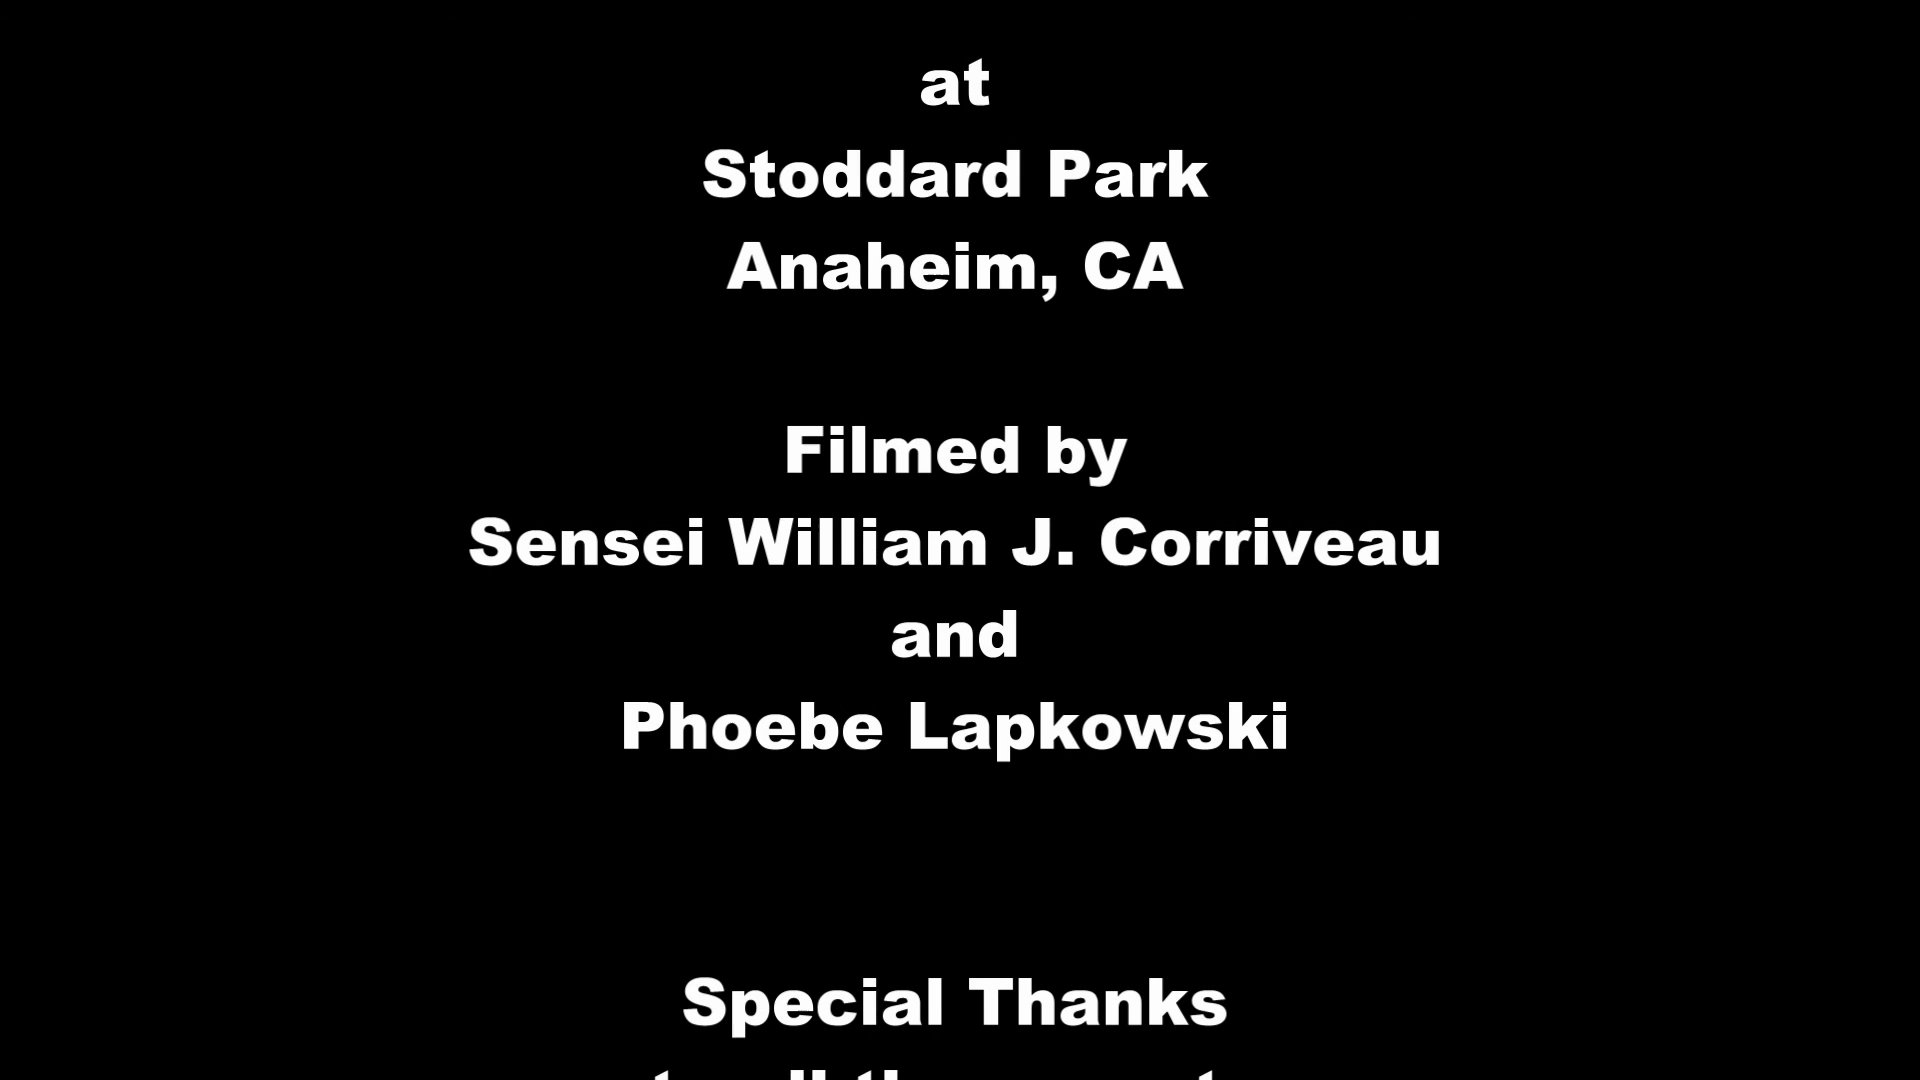 at
Stoddard Park
Anaheim, CA
Filmed by
Sensei William J. Corriveau
and
Phoebe Lapkowski
Special Thanks